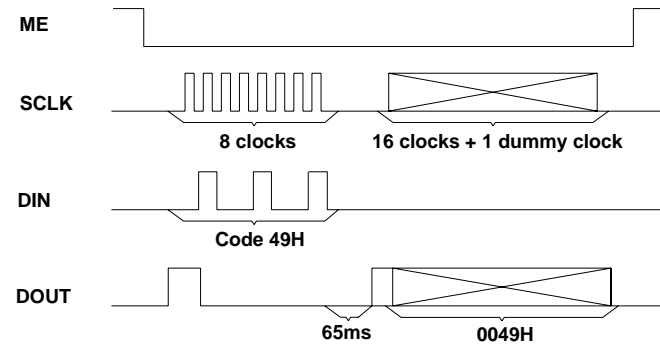 ME
SCLK
8 clocks
16 clocks + 1 dummy clock
DIN
Code 49H
DOUT
65ms
0049H